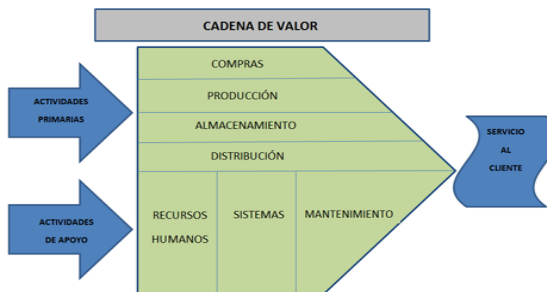 CADENA DE VALOR
COMPRAS
ACTIVIDADES
PRIMARIAS
PRODUCCIÓN
ALMACENAMIENTO
DISTRIBUCIÓN
SERVICIO
AL
CLIENTE
ACTIVIDADES
DE APOYO
RECURSOS
HUMANOS
SISTEMAS
MANTENIMIENTO